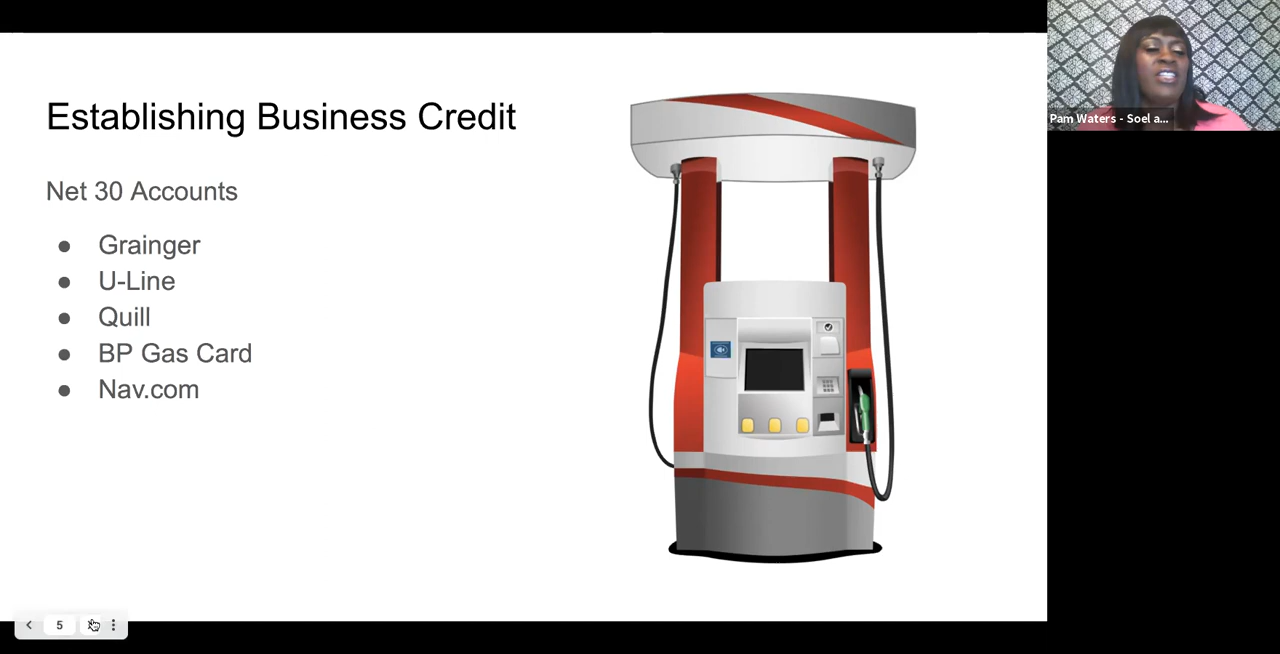 Establishing Business Credit
Net 30 Accounts
● Grainger
● U-Line
● Quill
● BP Gas Card
● Nav.com
Pam Waters - Soel a...
5